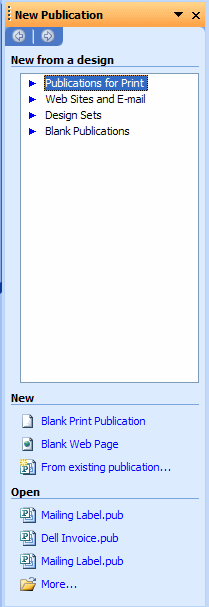 New Publication
New from a design
Publications for Print
Web Sites and E-mail
Design Sets
Blank Publications
New
Blank Print Publication
Blank Web Page
From existing publication...
Open
Mailing Label.pub
Dell Invoice.pub
Mailing Label.pub
More...